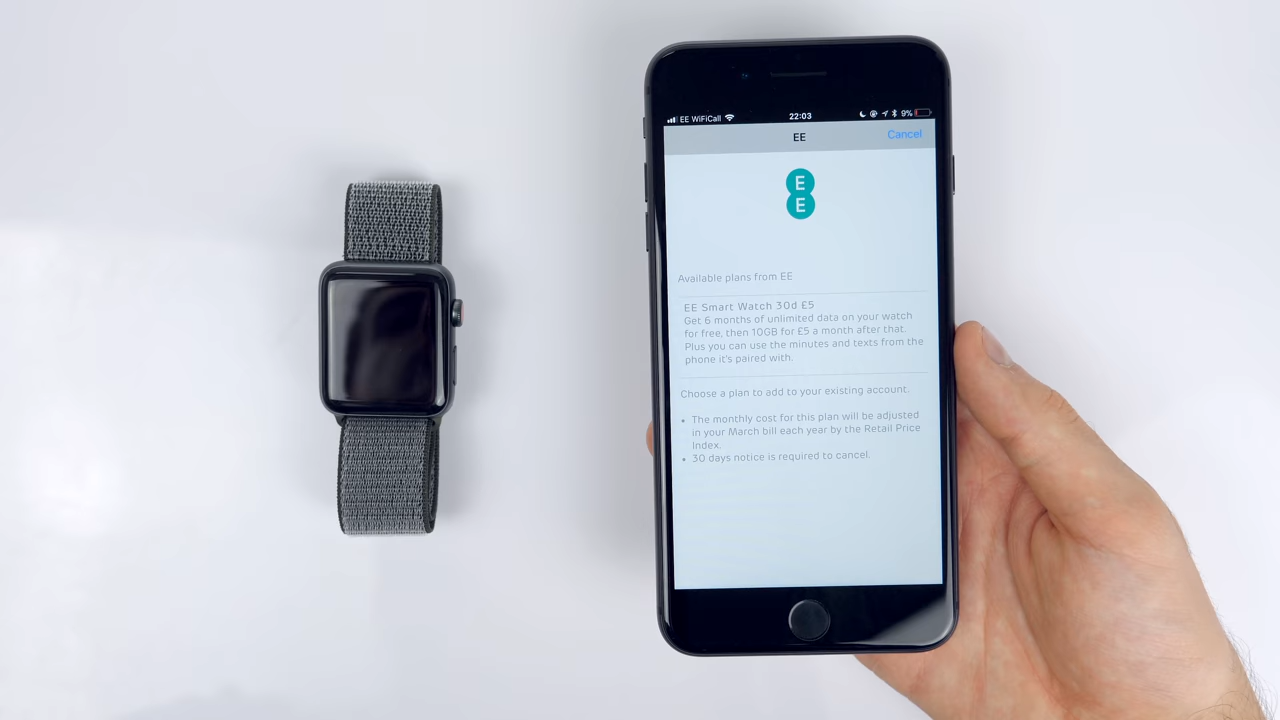 EE WiFiCall 22:03 9%
EE Cancel
E
E
Available plans from EE
EE Smart Watch 30d £5
Get 6 months of unlimited data on your watch
for free, then 10GB for £5 a month after that.
Plus you can use the minutes and texts from the
phone it's paired with.
Choose a plan to add to your existing account.
• The monthly cost for this plan will be adjusted
in your March bill each year by the Retail Price
Index.
• 30 days notice is required to cancel.